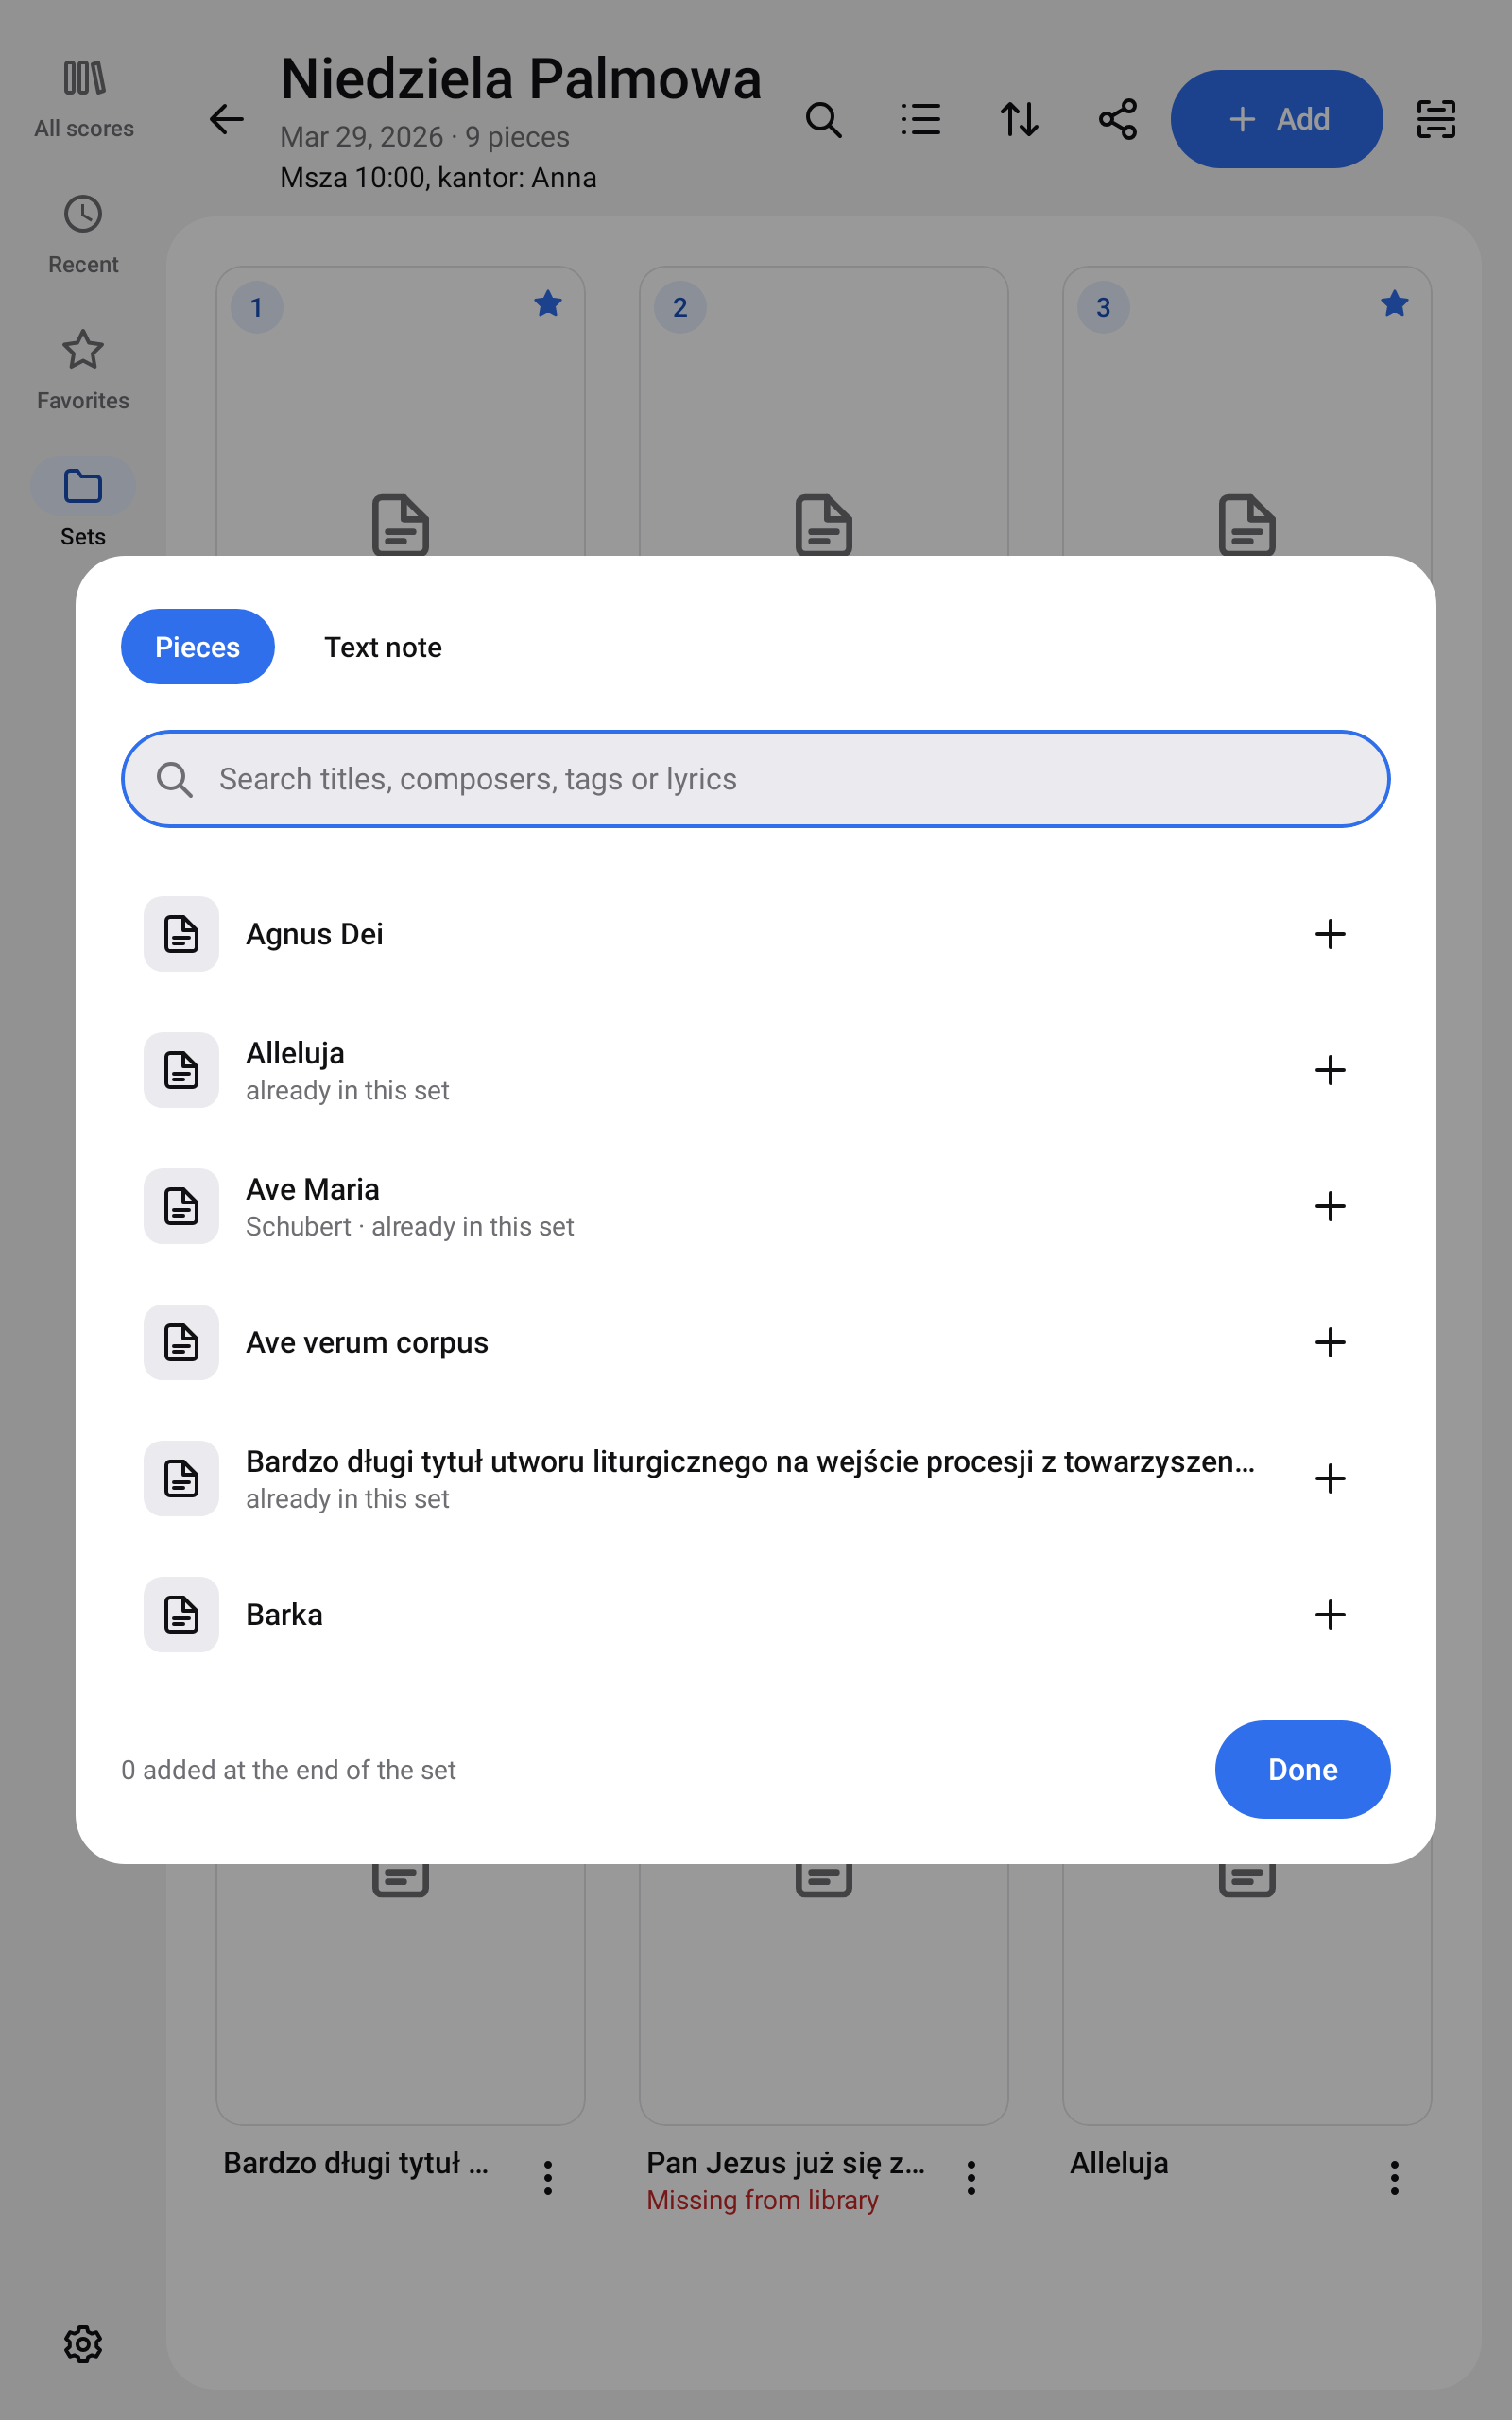 All scores
Recent
Favorites
Sets
Niedziela Palmowa
Mar 29, 2026 · 9 pieces
Msza 10:00, kantor: Anna
Add
1
2
3
Pieces
Text note
Search titles, composers, tags or lyrics
Agnus Dei
Alleluja
already in this set
Ave Maria
Schubert · already in this set
Ave verum corpus
Bardzo długi tytuł utworu liturgicznego na wejście procesji z towarzyszen...
already in this set
Barka
0 added at the end of the set
Done
Bardzo długi tytuł ...
Pan Jezus już się z...
Missing from library
Alleluja